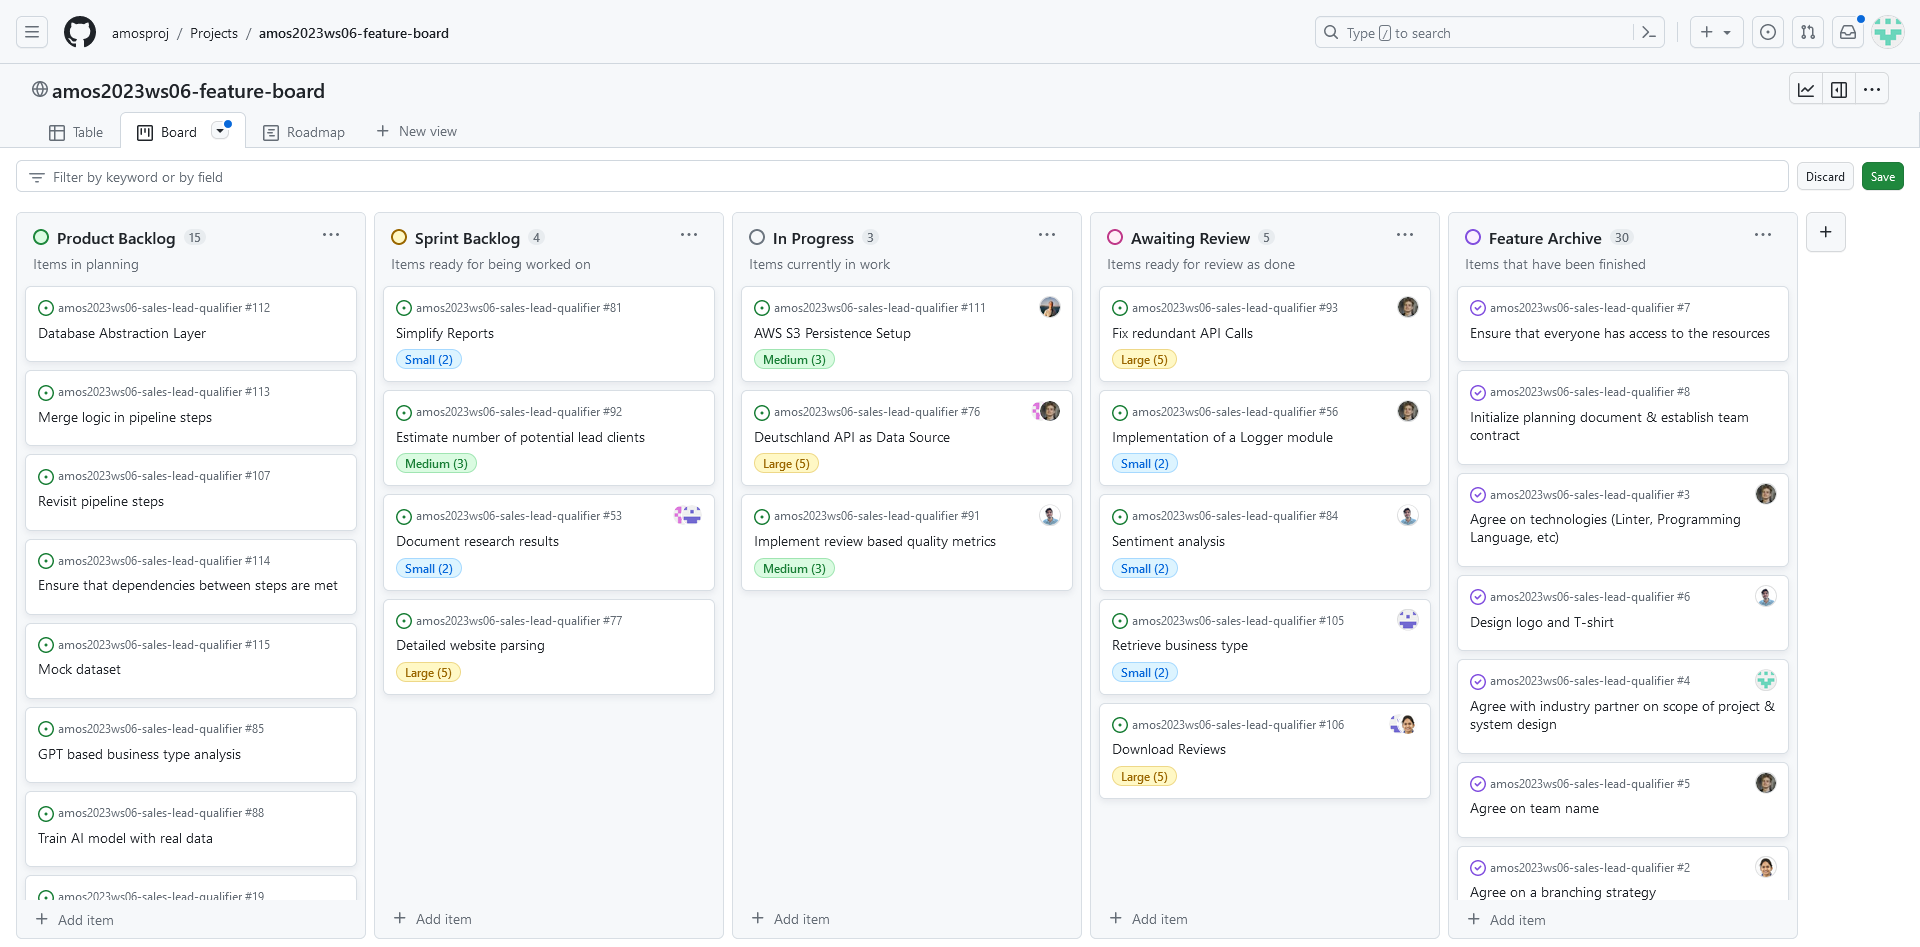 amosproj / Projects / amos2023ws06-feature-board
Type / to search
amos2023ws06-feature-board
Table
Board
Roadmap
New view
Filter by keyword or by field
Discard
Save
Product Backlog 15
Items in planning
amos2023ws06-sales-lead-qualifier #112
Database Abstraction Layer
amos2023ws06-sales-lead-qualifier #113
Merge logic in pipeline steps
amos2023ws06-sales-lead-qualifier #107
Revisit pipeline steps
amos2023ws06-sales-lead-qualifier #114
Ensure that dependencies between steps are met
amos2023ws06-sales-lead-qualifier #115
Mock dataset
amos2023ws06-sales-lead-qualifier #85
GPT based business type analysis
amos2023ws06-sales-lead-qualifier #88
Train AI model with real data
amos2023ws06-sales-lead-qualifier #19
Add item
Sprint Backlog 4
Items ready for being worked on
amos2023ws06-sales-lead-qualifier #81
Simplify Reports
Small (2)
amos2023ws06-sales-lead-qualifier #92
Estimate number of potential lead clients
Medium (3)
amos2023ws06-sales-lead-qualifier #53
Document research results
Small (2)
amos2023ws06-sales-lead-qualifier #77
Detailed website parsing
Large (5)
Add item
In Progress 3
Items currently in work
amos2023ws06-sales-lead-qualifier #111
AWS S3 Persistence Setup
Medium (3)
amos2023ws06-sales-lead-qualifier #76
Deutschland API as Data Source
Large (5)
amos2023ws06-sales-lead-qualifier #91
Implement review based quality metrics
Medium (3)
Add item
Awaiting Review 5
Items ready for review as done
amos2023ws06-sales-lead-qualifier #93
Fix redundant API Calls
Large (5)
amos2023ws06-sales-lead-qualifier #56
Implementation of a Logger module
Small (2)
amos2023ws06-sales-lead-qualifier #84
Sentiment analysis
Small (2)
amos2023ws06-sales-lead-qualifier #105
Retrieve business type
Small (2)
amos2023ws06-sales-lead-qualifier #106
Download Reviews
Large (5)
Add item
Feature Archive 30
Items that have been finished
amos2023ws06-sales-lead-qualifier #7
Ensure that everyone has access to the resources
amos2023ws06-sales-lead-qualifier #8
Initialize planning document & establish team
contract
amos2023ws06-sales-lead-qualifier #3
Agree on technologies (Linter, Programming
Language, etc)
amos2023ws06-sales-lead-qualifier #6
Design logo and T-shirt
amos2023ws06-sales-lead-qualifier #4
Agree with industry partner on scope of project &
system design
amos2023ws06-sales-lead-qualifier #5
Agree on team name
amos2023ws06-sales-lead-qualifier #2
Agree on a branching strategy
Add item